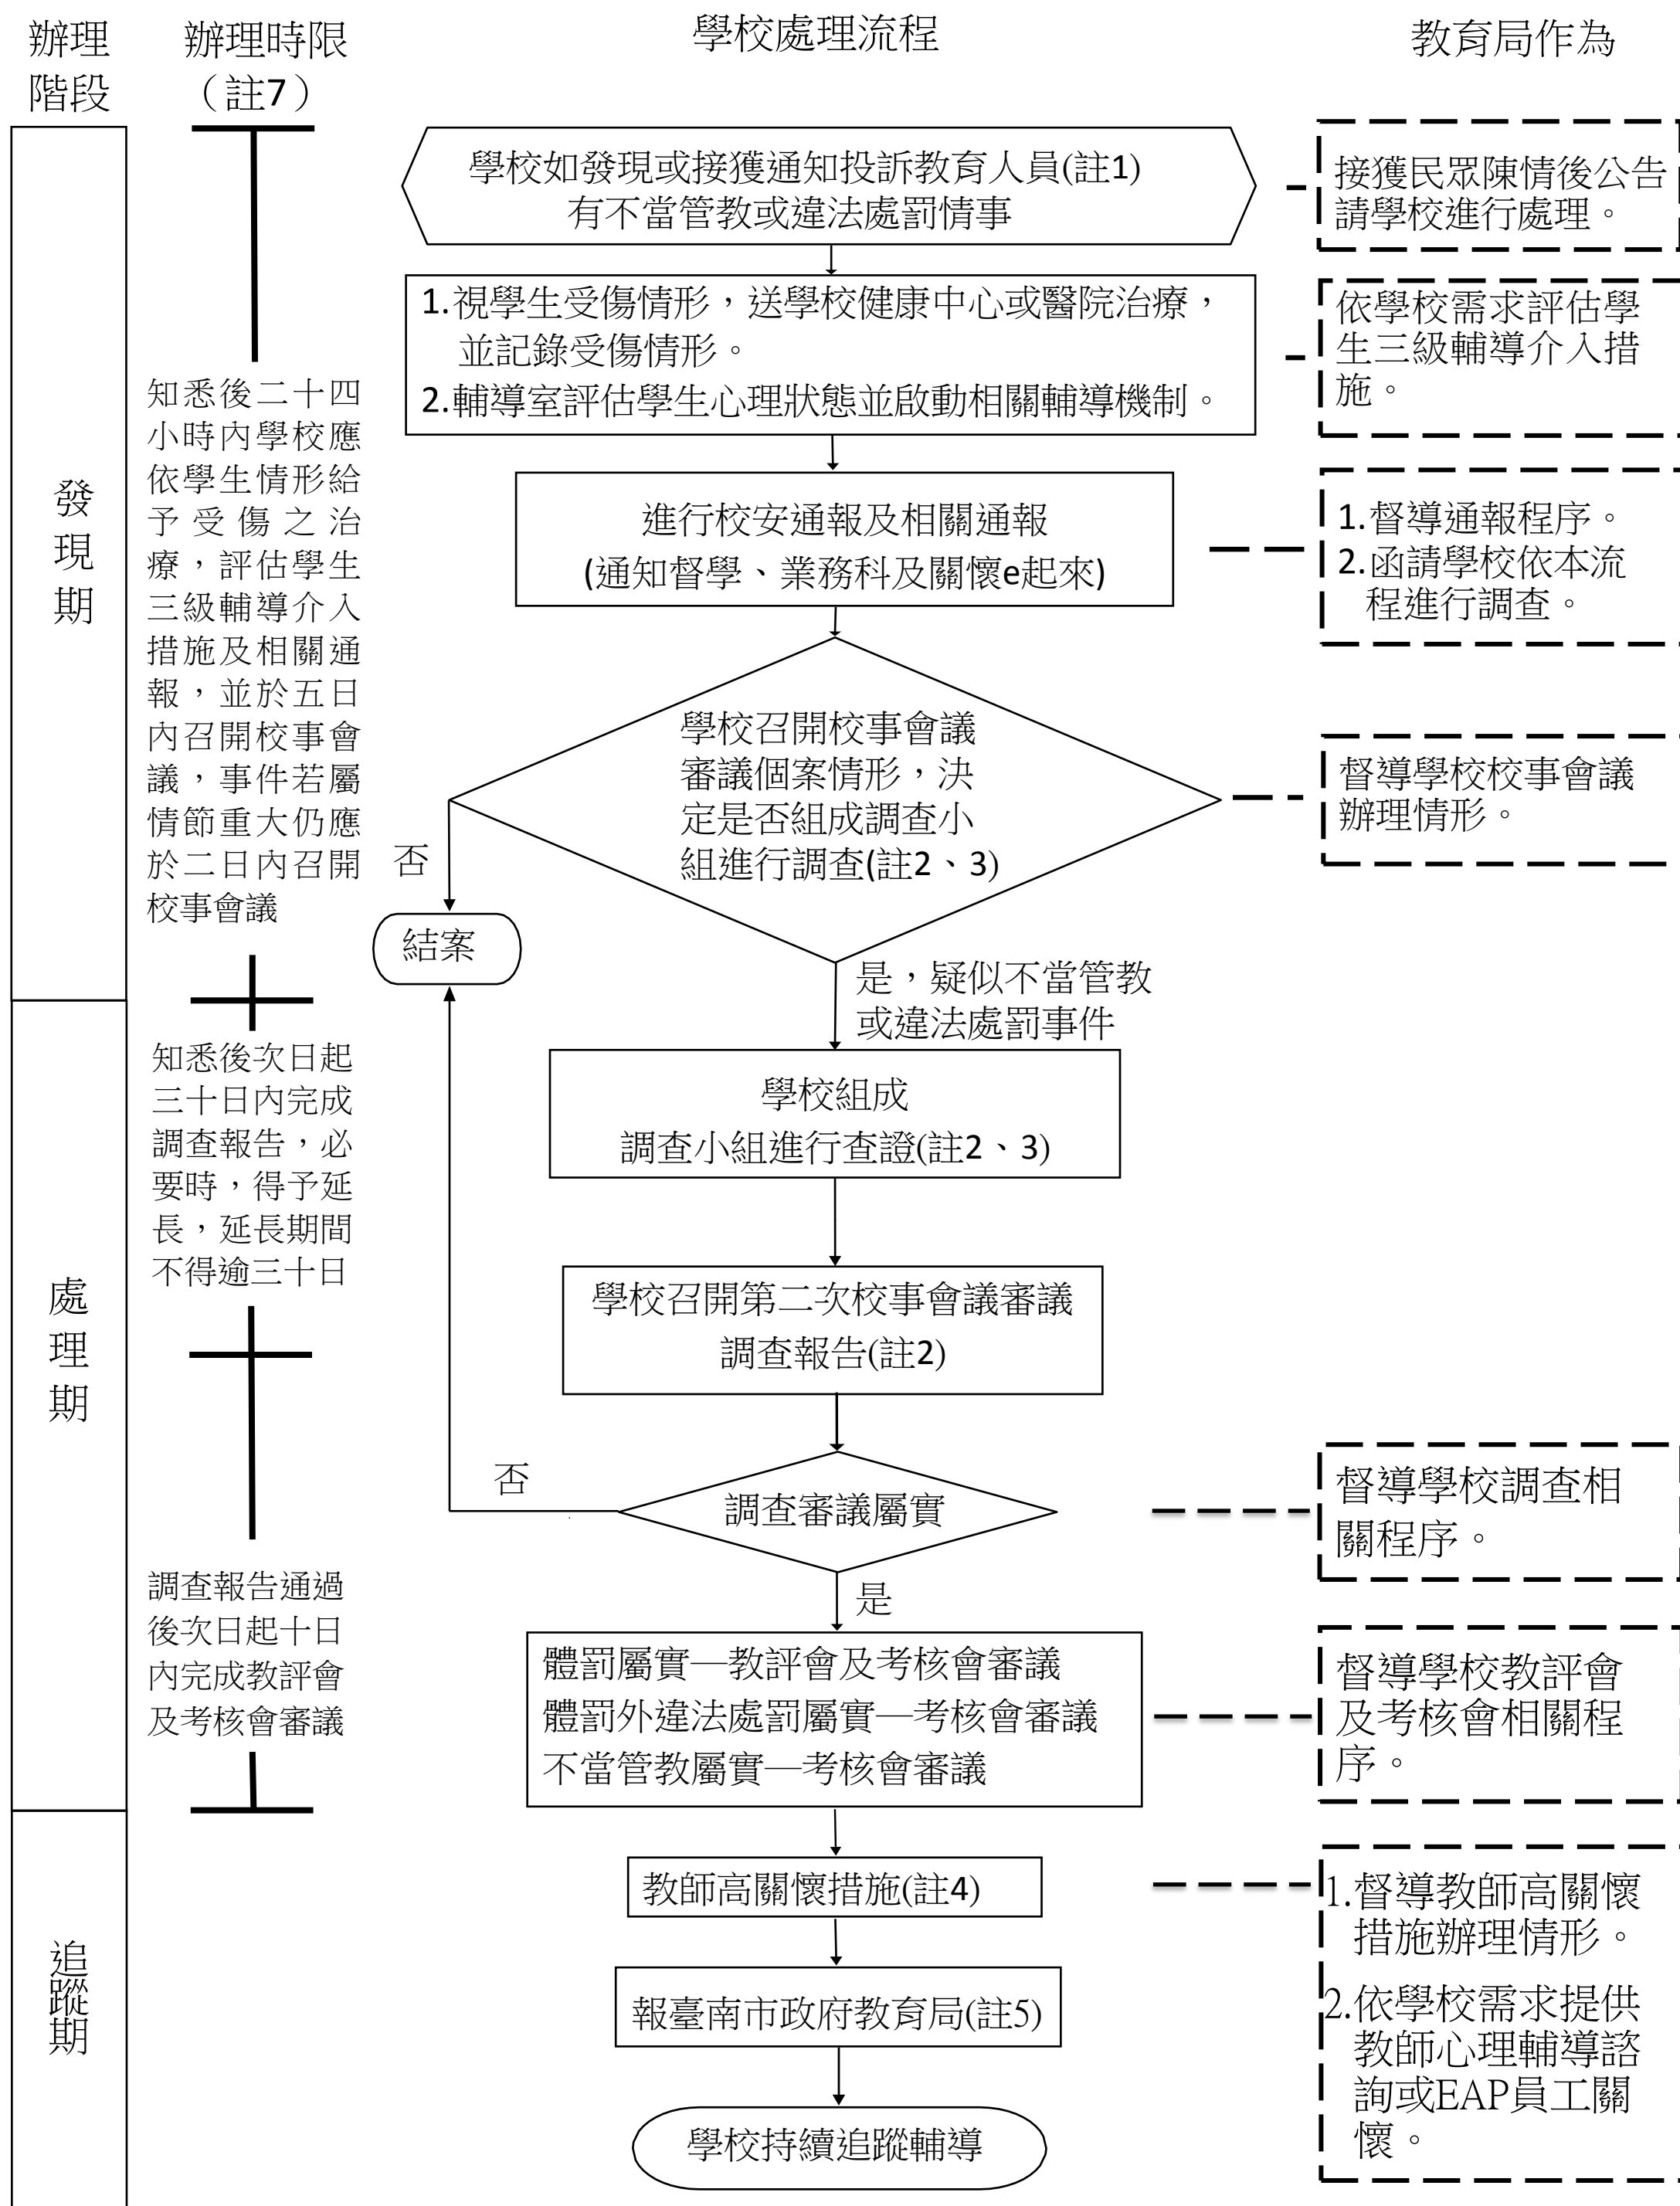 辦理
階段
辦理時限
（註7）
學校處理流程
教育局作為
發
現
期
處
理
期
追
蹤
期
知悉後二十四
小時內學校應
依學生情形給
予受傷之治
療，評估學生
三級輔導介入
措施及相關通
報，並於五日
內召開校事會
議，事件若屬
情節重大仍應
於二日內召開
校事會議
知悉後次日起
三十日內完成
調查報告，必
要時，得予延
長，延長期間
不得逾三十日
調查報告通過
後次日起十日
內完成教評會
及考核會審議
學校如發現或接獲通知投訴教育人員(註1)
有不當管教或違法處罰情事
1.視學生受傷情形，送學校健康中心或醫院治療，
並記錄受傷情形。
2.輔導室評估學生心理狀態並啟動相關輔導機制。
進行校安通報及相關通報
(通知督學、業務科及關懷e起來)
學校召開校事會議
審議個案情形，決
定是否組成調查小
組進行調查(註2、3)
否
結案
是，疑似不當管教
或違法處罰事件
學校組成
調查小組進行查證(註2、3)
學校召開第二次校事會議審議
調查報告(註2)
否
調查審議屬實
是
體罰屬實—教評會及考核會審議
體罰外違法處罰屬實—考核會審議
不當管教屬實—考核會審議
教師高關懷措施(註4)
報臺南市政府教育局(註5)
學校持續追蹤輔導
接獲民眾陳情後公告
請學校進行處理。
依學校需求評估學
生三級輔導介入措
施。
1.督導通報程序。
2.函請學校依本流
程進行調查。
督導學校校事會議
辦理情形。
督導學校調查相
關程序。
督導學校教評會
及考核會相關程
序。
1.督導教師高關懷
措施辦理情形。
2.依學校需求提供
教師心理輔導諮
詢或EAP員工關
懷。